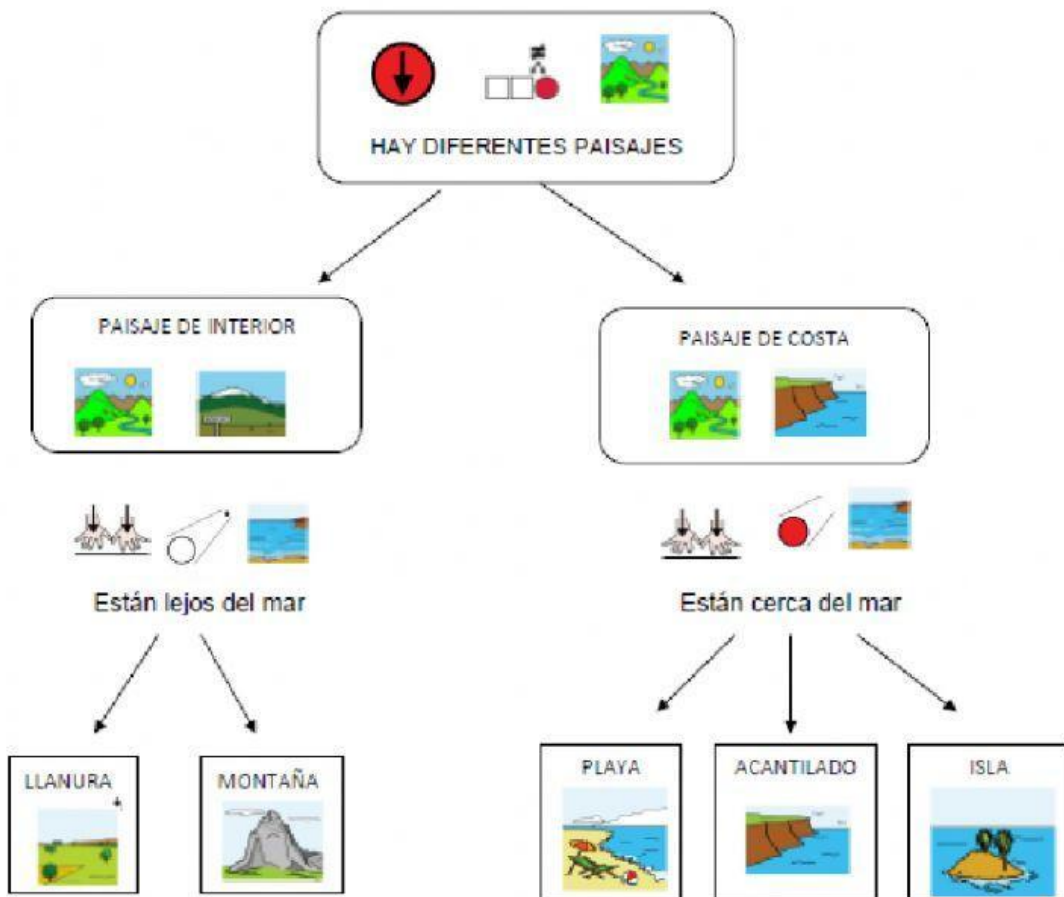 HAY DIFERENTES PAISAJES
PAISAJE DE INTERIOR
PAISAJE DE COSTA
Están lejos del mar
Están cerca del mar
LLANURA
MONTAÑA
PLAYA
ACANTILADO
ISLA